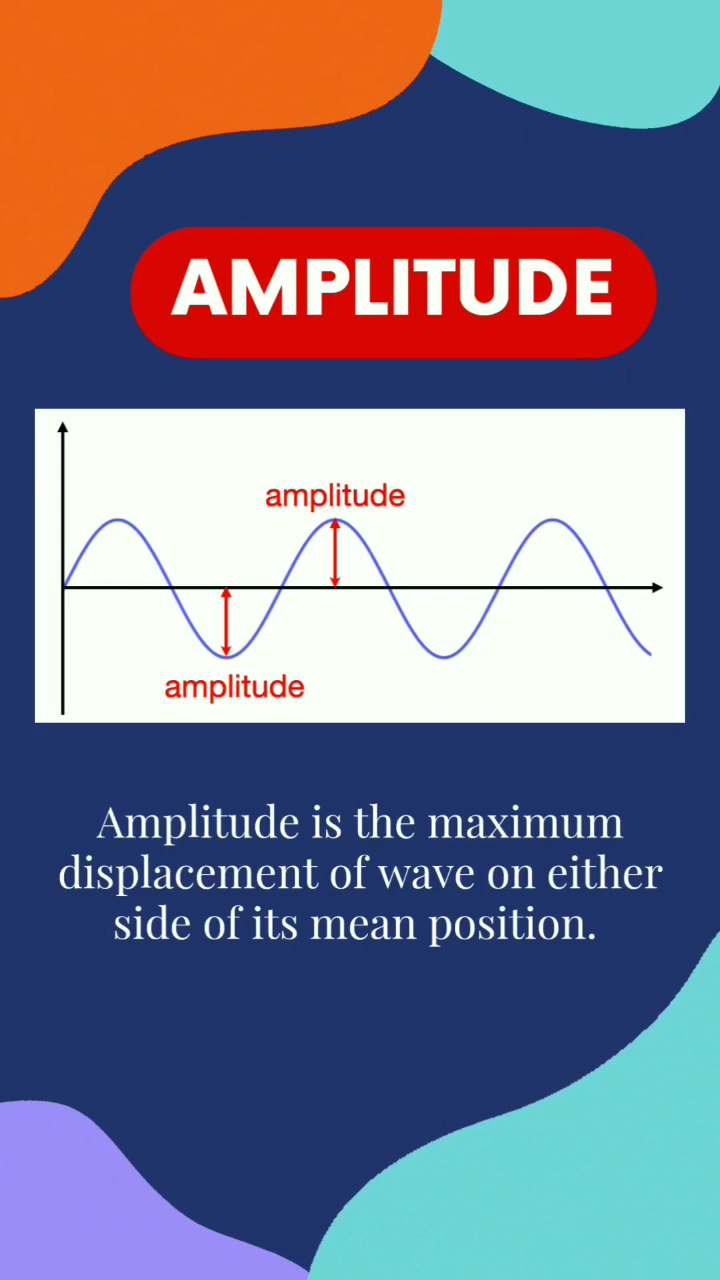 AMPLITUDE
amplitude
amplitude
Amplitude is the maximum
displacement of wave on either
side of its mean position.